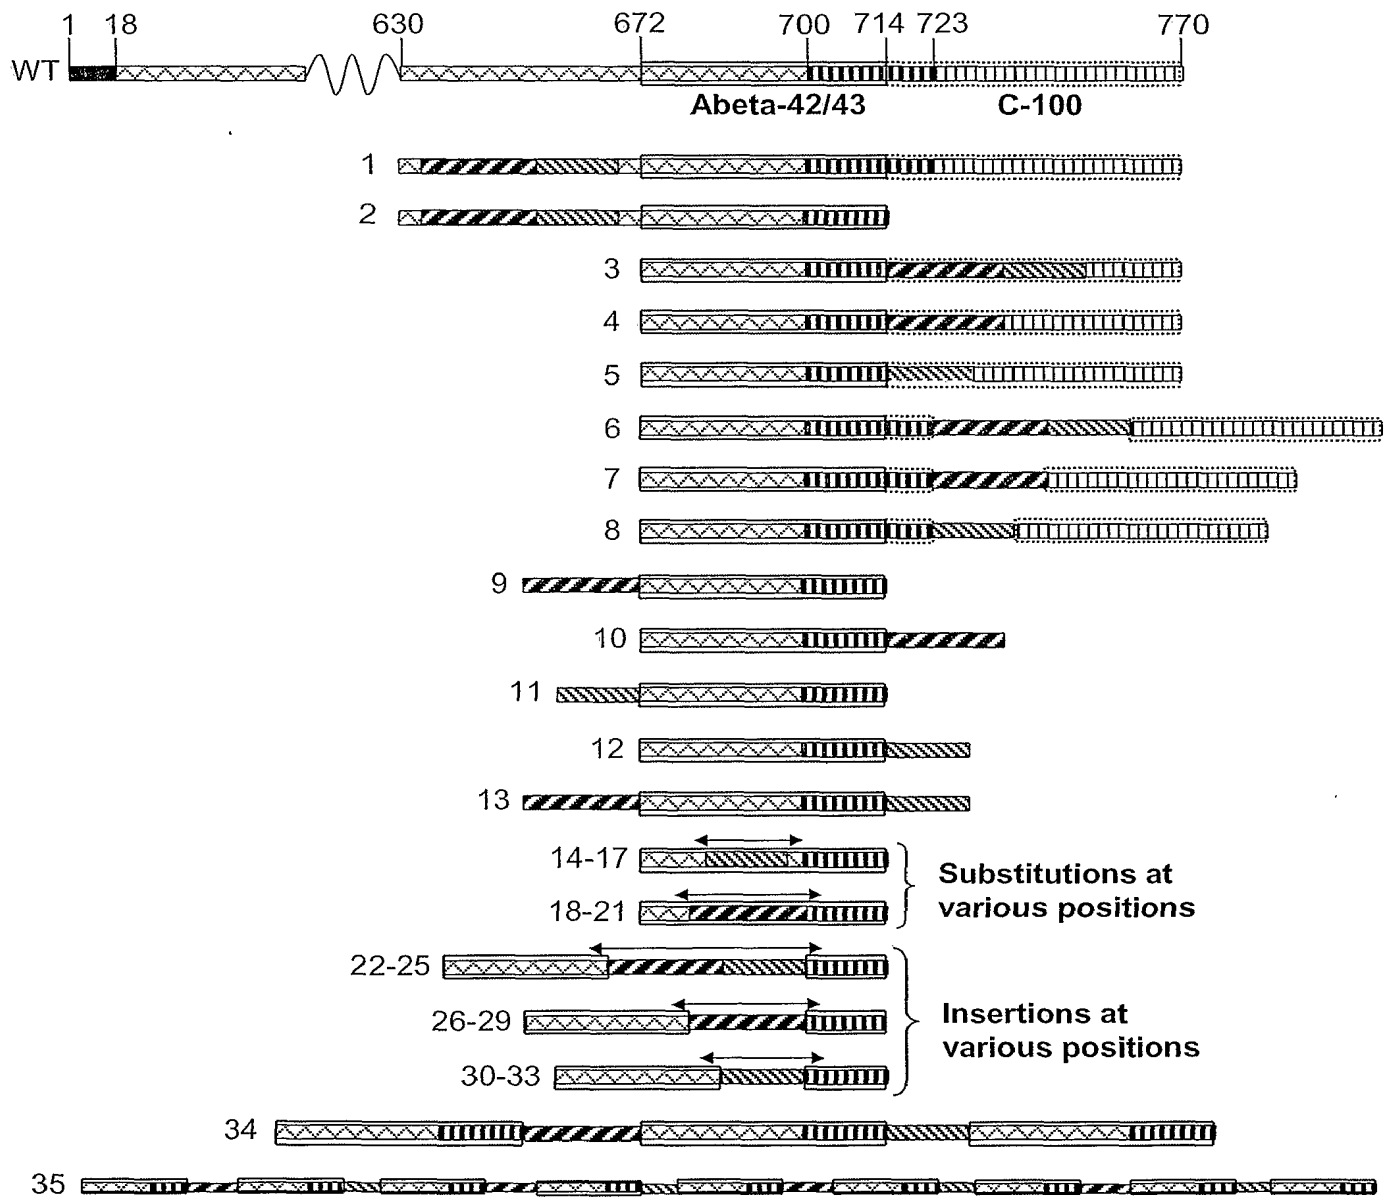 1 18 630 672 700 714 723 770
WT
Abeta-42/43 C-100
1
2
3
4
5
6
7
8
9
10
11
12
13
14-17
18-21
Substitutions at
various positions
22-25
26-29
30-33
Insertions at
various positions
34
35